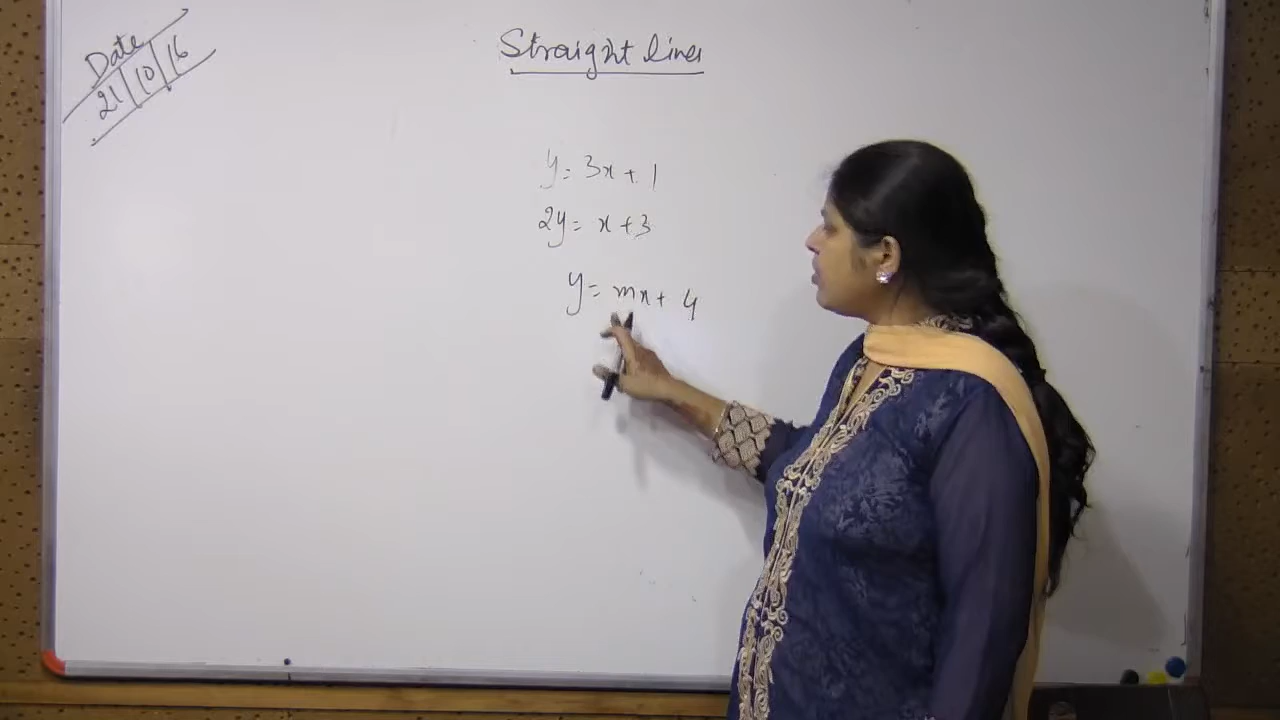 Date
21/10/16
Straight lines
y = 3x + 1
2y = x + 3
y = mx + 4